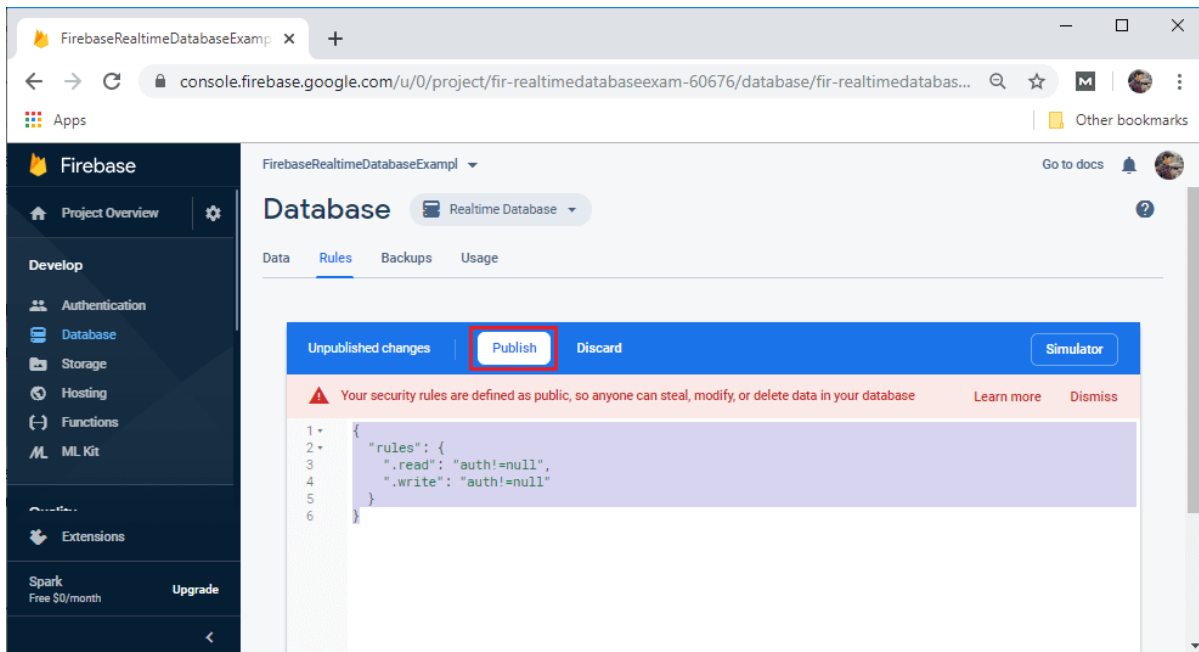 FirebaseRealtimeDatabaseExamp
console.firebase.google.com/u/0/project/fir-realtimedatabaseexam-60676/database/fir-realtimedatabas...
Apps
Other bookmarks
Firebase
FirebaseRealtimeDatabaseExampl
Go to docs
Project Overview
Database
Realtime Database
Develop
Data Rules Backups Usage
Authentication
Database
Storage
Hosting
Functions
ML Kit
Extensions
Spark
Free $0/month
Upgrade
Unpublished changes
Publish
Discard
Simulator
Your security rules are defined as public, so anyone can steal, modify, or delete data in your database
Learn more
Dismiss
1 {
2 "rules": {
3 ".read": "auth!=null",
4 ".write": "auth!=null"
5 }
6 }